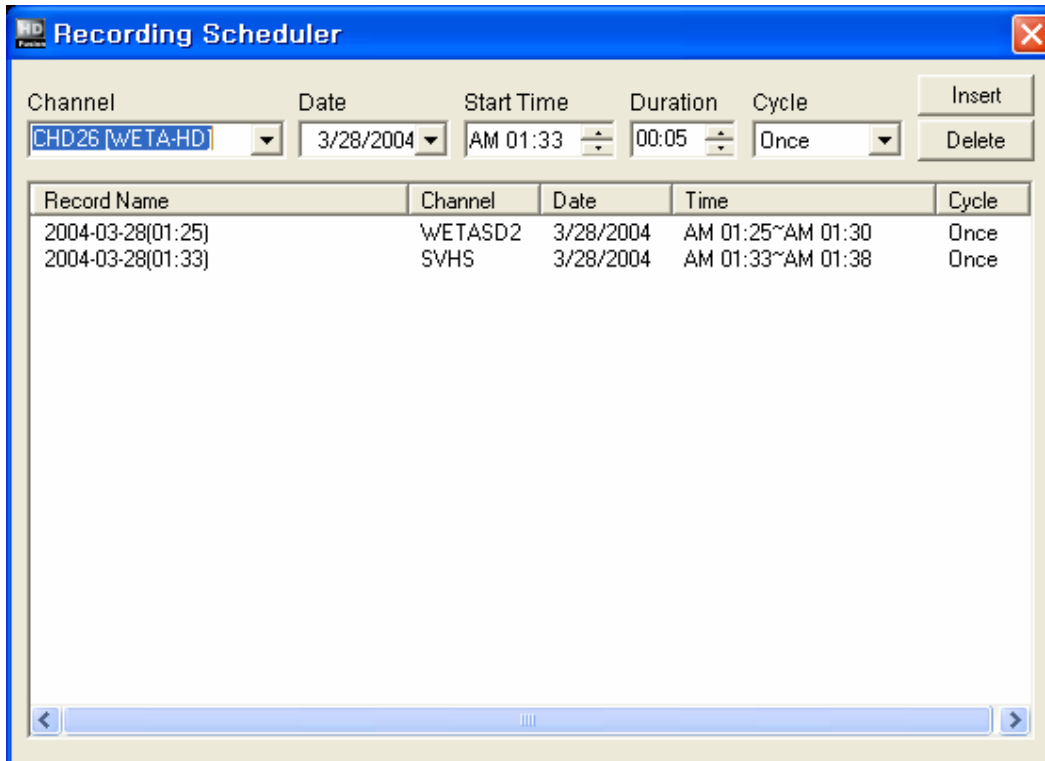 HD Fusion Recording Scheduler
Channel Date Start Time Duration Cycle Insert
CHD26 [WETA-HD] 3/28/2004 AM 01:33 00:05 Once Delete
Record Name Channel Date Time Cycle
2004-03-28(01:25) WETASD2 3/28/2004 AM 01:25~AM 01:30 Once
2004-03-28(01:33) SVHS 3/28/2004 AM 01:33~AM 01:38 Once